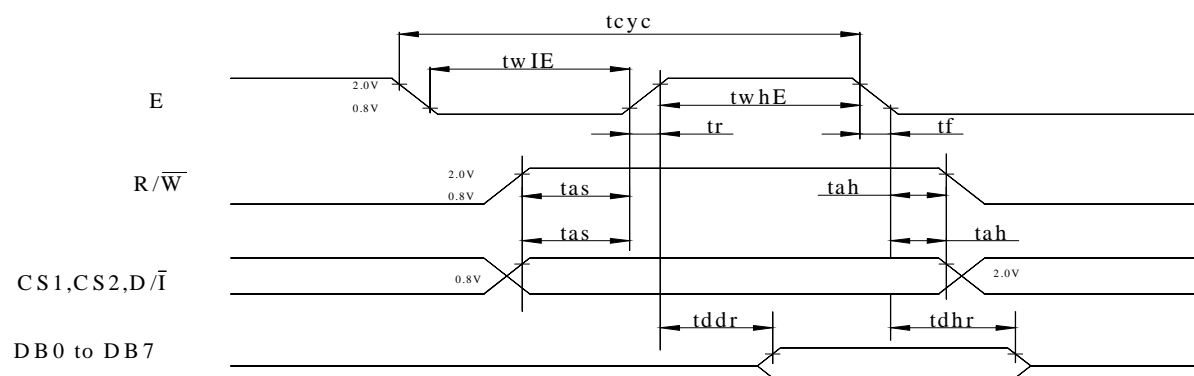 tcyc
twIE
2.0V
E
0.8V
twhE
tr
tf
R/W̅
2.0V
0.8V
tas
tah
tas
tah
CS1,CS2,D/I̅
0.8V
2.0V
tddr
tdhr
DB0 to DB7